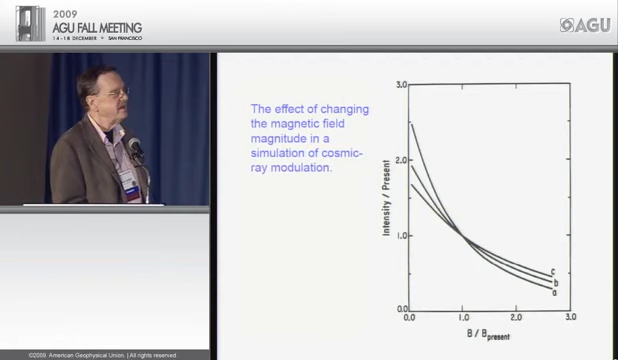 2009
AGU FALL MEETING
14-18 DECEMBER • SAN FRANCISCO
AGU
The effect of changing
the magnetic field
magnitude in a
simulation of cosmic-
ray modulation.
3.0
2.0
1.0
0.0
Intensity / Present
c
b
a
0.0
1.0
2.0
3.0
B / Bpresent
©2009. American Geophysical Union. All rights reserved